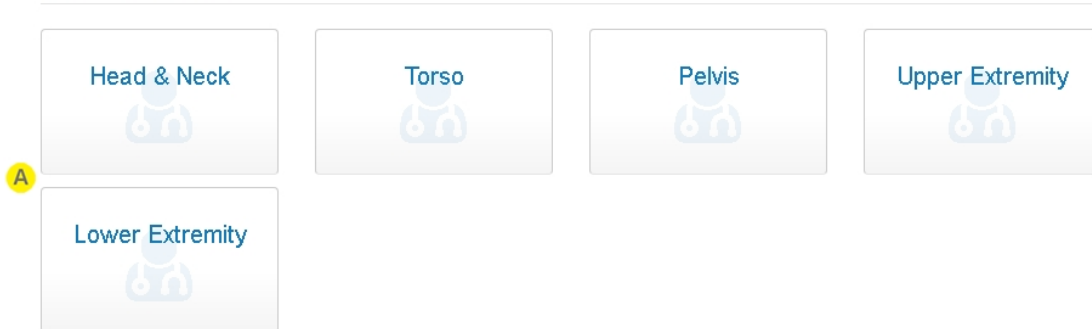 Head & Neck
Torso
Pelvis
Upper Extremity
A
Lower Extremity